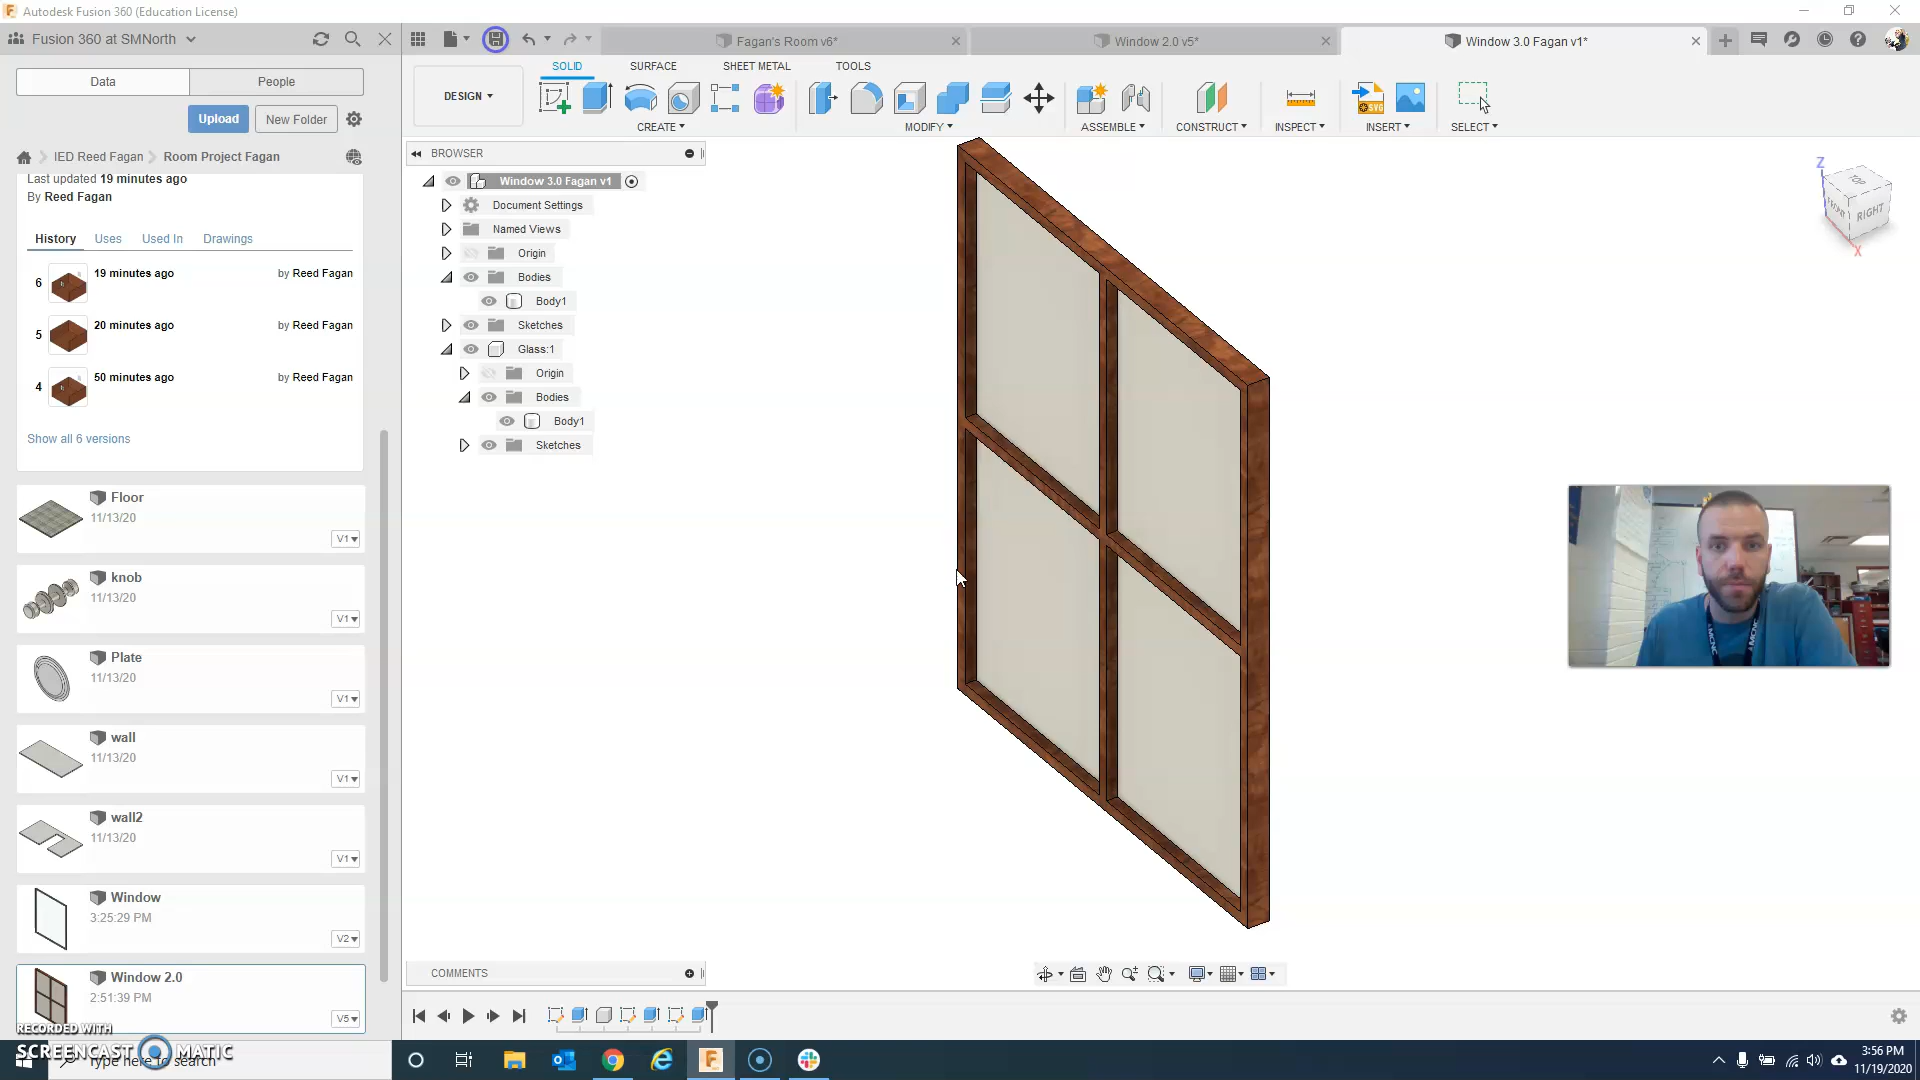 Autodesk Fusion 360 (Education License)
Fusion 360 at SMNorth
Fagan's Room v6*
Window 2.0 v5*
Window 3.0 Fagan v1*
Data
People
SOLID
SURFACE
SHEET METAL
TOOLS
DESIGN
Upload
New Folder
CREATE
MODIFY
ASSEMBLE
CONSTRUCT
INSPECT
INSERT
SELECT
IED Reed Fagan
Room Project Fagan
Last updated 19 minutes ago
By Reed Fagan
History
Uses
Used In
Drawings
6
19 minutes ago
by Reed Fagan
5
20 minutes ago
by Reed Fagan
4
50 minutes ago
by Reed Fagan
Show all 6 versions
Floor
11/13/20
V1
knob
11/13/20
V1
Plate
11/13/20
V1
wall
11/13/20
V1
wall2
11/13/20
V1
Window
3:25:29 PM
V2
Window 2.0
2:51:39 PM
V5
BROWSER
Window 3.0 Fagan v1
Document Settings
Named Views
Origin
Bodies
Body1
Sketches
Glass:1
Origin
Bodies
Body1
Sketches
Z
TOP
FRONT
RIGHT
X
MCNC
COMMENTS
RECORDED WITH
SCREENCAST MATIC
Type here to search
3:56 PM
11/19/2020